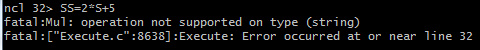 ncl 32> SS=2*S+5
fatal:Mul: operation not supported on type (string)
fatal:["Execute.c":8638]:Execute: Error occurred at or near line 32